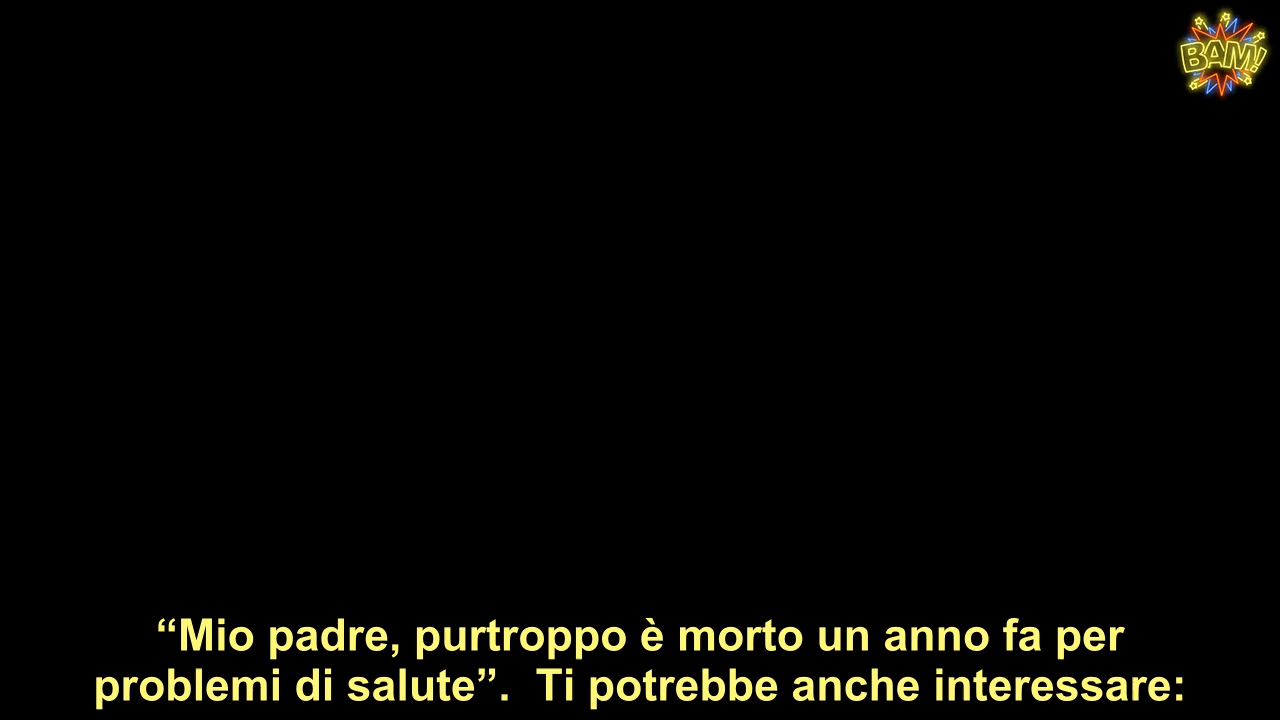 BAM!
“Mio padre, purtroppo è morto un anno fa per
problemi di salute”.  Ti potrebbe anche interessare: